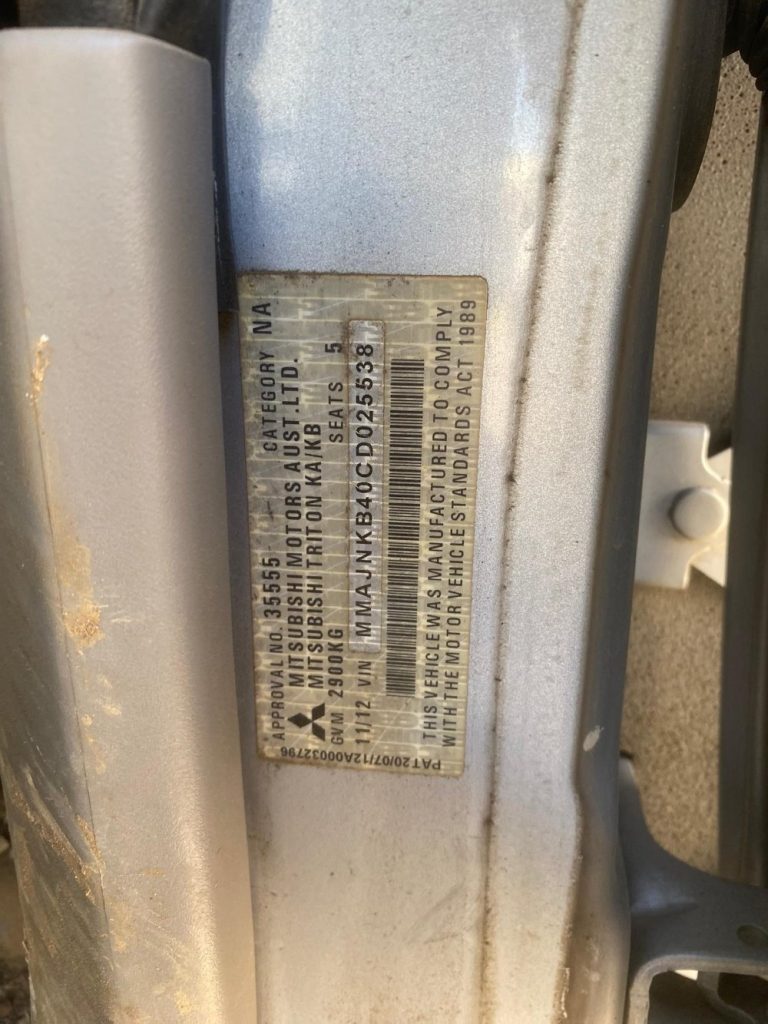 APPROVAL NO. 35555 CATEGORY NA
MITSUBISHI MOTORS AUST. LTD.
MITSUBISHI TRITON KA/KB
GVM 2900KG SEATS 5
11/12 VIN MMAJNKB40CD025538
THIS VEHICLE WAS MANUFACTURED TO COMPLY
WITH THE MOTOR VEHICLE STANDARDS ACT 1989
PAT20/07/12A00032796